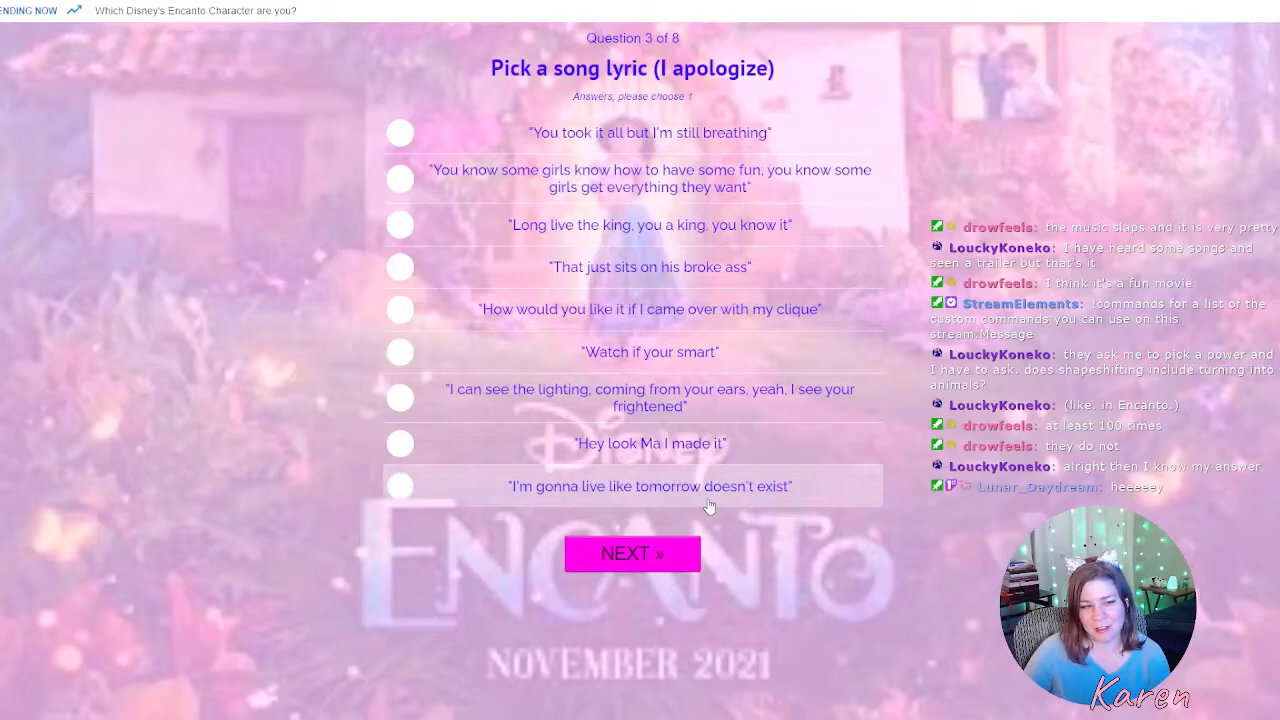 ENDING NOW Which Disney's Encanto Character are you?
Question 3 of 8
Pick a song lyric (I apologize)
Answers, please choose 1
"You took it all but I'm still breathing"
"You know some girls know how to have some fun, you know some
girls get everything they want"
"Long live the king, you a king, you know it"
"That just sits on his broke ass"
"How would you like it if I came over with my clique"
"Watch if your smart"
"I can see the lighting, coming from your ears, yeah, I see your
frightened"
"Hey look Ma I made it"
"I'm gonna live like tomorrow doesn't exist"
NEXT »
Disney
ENCANTO
NOVEMBER 2021
drowfeels: the music slaps and it is very pretty
LouckyKoneko: I have heard some songs and
seen a trailer but that's it
drowfeels: I think it's a fun movie
StreamElements: !commands for a list of the
custom commands you can use on this
stream.Message
LouckyKoneko: they ask me to pick a power and
I have to ask. does shapeshifting include turning into
animals?
LouckyKoneko: (like. in Encanto.)
drowfeels: at least 100 times
drowfeels: they do not
LouckyKoneko: alright then I know my answer
Lunar_Daydream: heeeeey
Karen